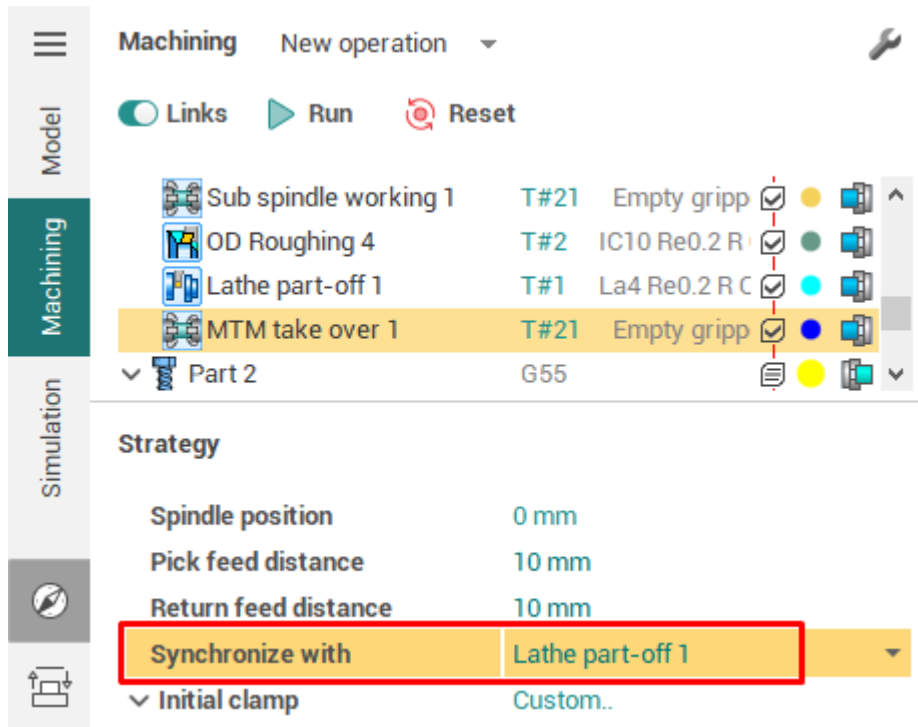 Machining New operation
Links Run Reset
Model
Machining
Simulation
Sub spindle working 1 T#21 Empty gripp
OD Roughing 4 T#2 IC10 Re0.2 R
Lathe part-off 1 T#1 La4 Re0.2 R C
MTM take over 1 T#21 Empty gripp
Part 2 G55
Strategy
Spindle position 0 mm
Pick feed distance 10 mm
Return feed distance 10 mm
Synchronize with Lathe part-off 1
Initial clamp Custom..